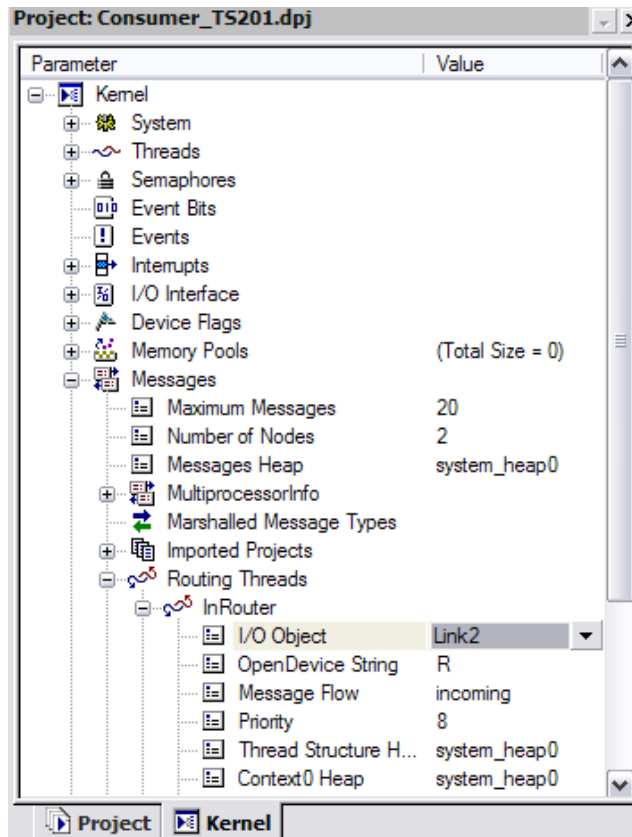 Project: Consumer_TS201.dpj
Parameter Value
Kernel
System
Threads
Semaphores
Event Bits
Events
Interrupts
I/O Interface
Device Flags
Memory Pools (Total Size = 0)
Messages
Maximum Messages 20
Number of Nodes 2
Messages Heap system_heap0
MultiprocessorInfo
Marshalled Message Types
Imported Projects
Routing Threads
InRouter
I/O Object Link2
OpenDevice String R
Message Flow incoming
Priority 8
Thread Structure H... system_heap0
Context0 Heap system_heap0
Project Kernel